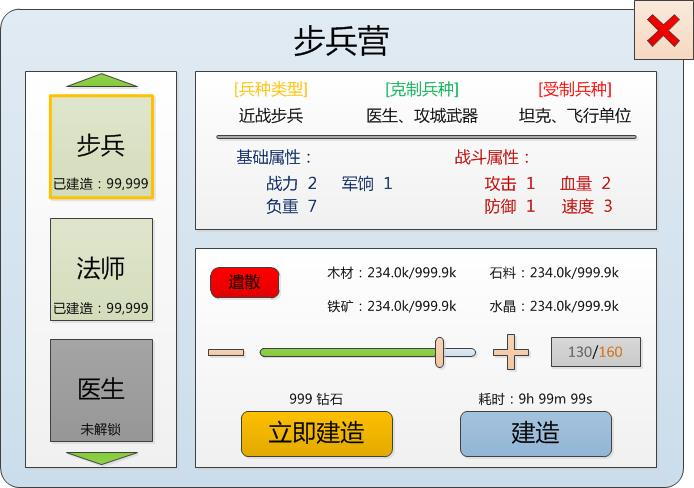 步兵营
步兵
已建造：99,999
法师
已建造：99,999
医生
未解锁
[兵种类型] [克制兵种] [受制兵种]
近战步兵 医生、攻城武器 坦克、飞行单位
基础属性： 战斗属性：
战力 2 军饷 1 攻击 1 血量 2
负重 7 防御 1 速度 3
遣散
木材：234.0k/999.9k 石料：234.0k/999.9k
铁矿：234.0k/999.9k 水晶：234.0k/999.9k
130/160
999 钻石 耗时：9h 99m 99s
立即建造 建造